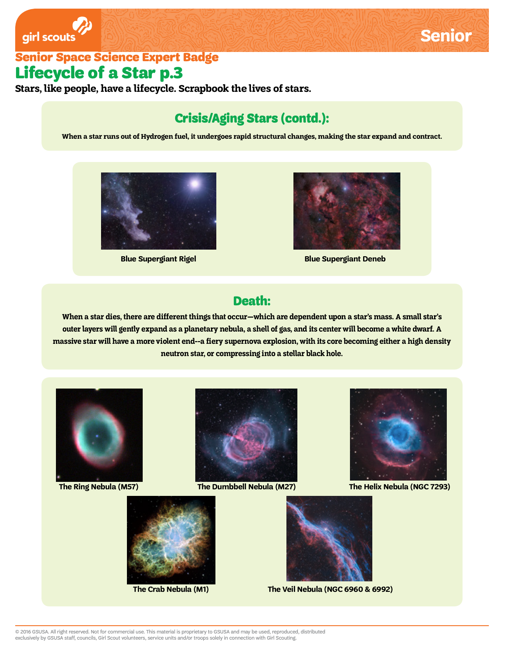 girl scouts
Senior
Senior Space Science Expert Badge
Lifecycle of a Star p.3
Stars, like people, have a lifecycle. Scrapbook the lives of stars.
Crisis/Aging Stars (contd.):
When a star runs out of Hydrogen fuel, it undergoes rapid structural changes, making the star expand and contract.
Blue Supergiant Rigel
Blue Supergiant Deneb
Death:
When a star dies, there are different things that occur—which are dependent upon a star's mass. A small star's
outer layers will gently expand as a planetary nebula, a shell of gas, and its center will become a white dwarf. A
massive star will have a more violent end--a fiery supernova explosion, with its core becoming either a high density
neutron star, or compressing into a stellar black hole.
The Ring Nebula (M57)
The Dumbbell Nebula (M27)
The Helix Nebula (NGC 7293)
The Crab Nebula (M1)
The Veil Nebula (NGC 6960 & 6992)
© 2016 GSUSA. All right reserved. Not for commercial use. This material is proprietary to GSUSA and may be used, reproduced, distributed
exclusively by GSUSA staff, councils, Girl Scout volunteers, service units and/or troops solely in connection with Girl Scouting.